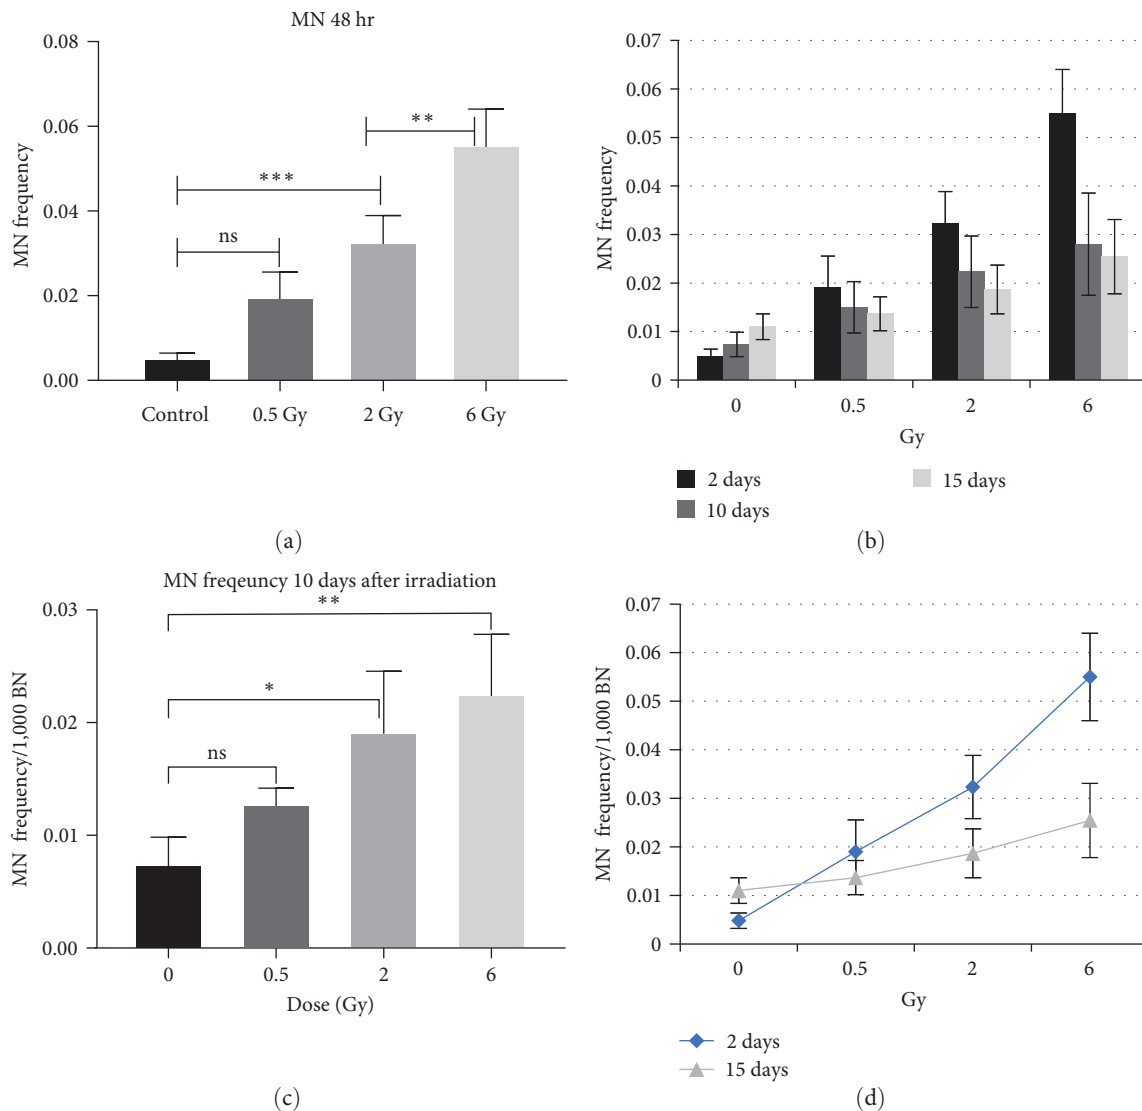 MN 48 hr
0.08
0.06
0.04
0.02
0.00
MN frequency
**
***
ns
Control 0.5 Gy 2 Gy 6 Gy
(a)
0.07
0.06
0.05
0.04
0.03
0.02
0.01
0
MN frequency
0 0.5 2 6
Gy
2 days
10 days
15 days
(b)
MN freqeuncy 10 days after irradiation
0.03
0.02
0.01
0.00
MN frequency/1,000 BN
**
*
ns
0 0.5 2 6
Dose (Gy)
(c)
0.07
0.06
0.05
0.04
0.03
0.02
0.01
0
MN frequency/1,000 BN
0 0.5 2 6
Gy
2 days
15 days
(d)